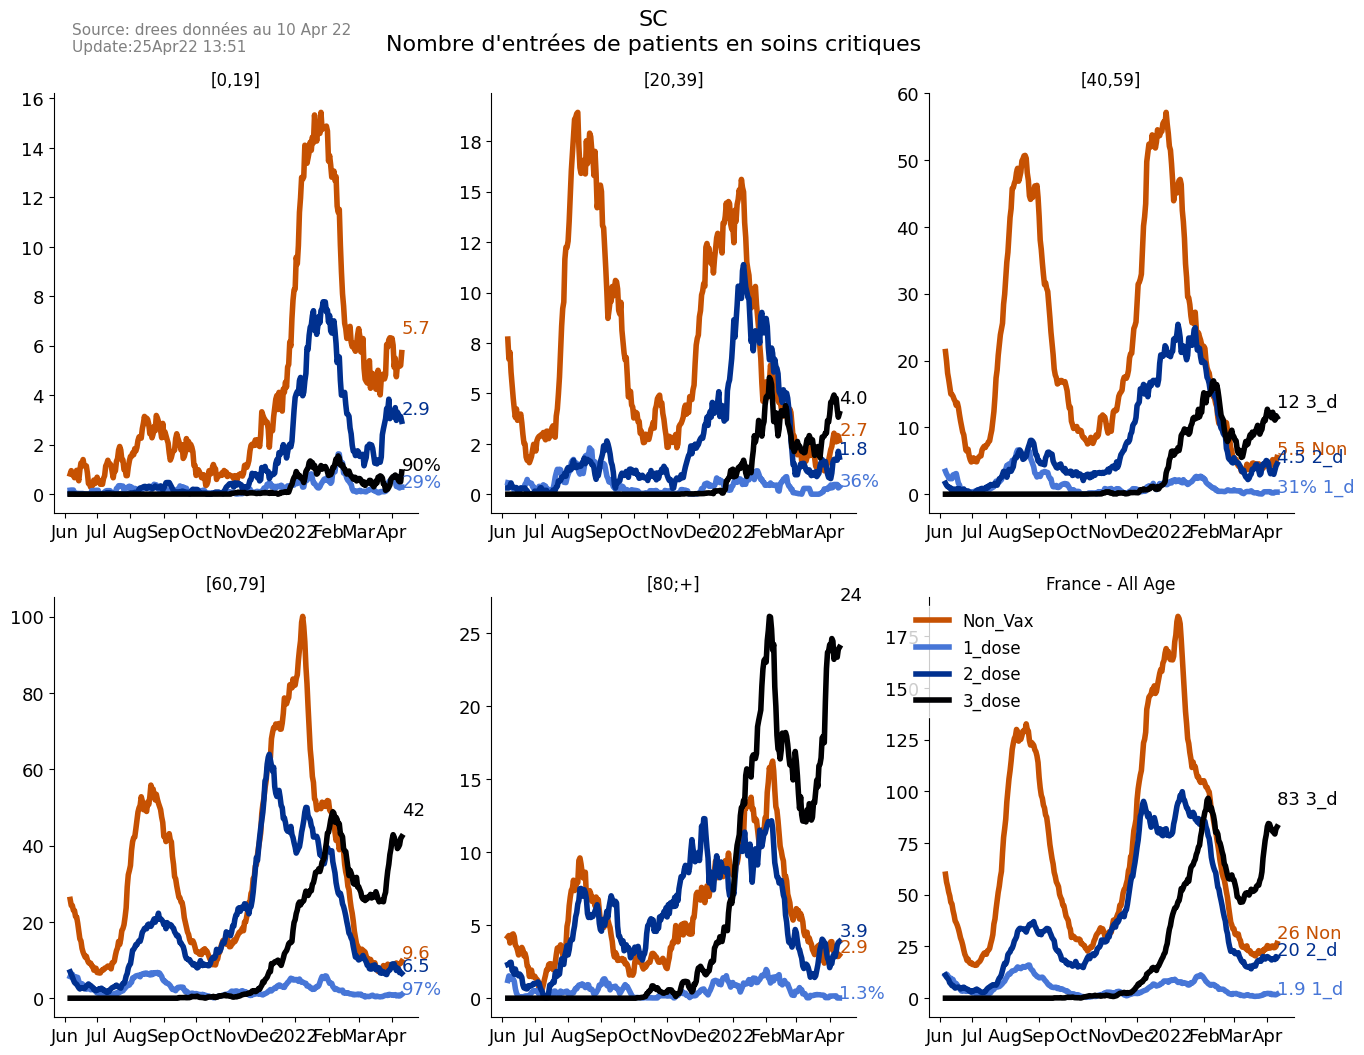 Source: drees données au 10 Apr 22
Update:25Apr22 13:51
SC
Nombre d'entrées de patients en soins critiques
[0,19]
16
14
12
10
8
6
4
2
0
5.7
2.9
90%
29%
Jun Jul Aug Sep Oct Nov Dec 2022 Feb Mar Apr
[20,39]
18
15
12
10
8
5
2
0
4.0
2.7
1.8
36%
Jun Jul Aug Sep Oct Nov Dec 2022 Feb Mar Apr
[40,59]
60
50
40
30
20
10
0
12 3_d
5.5 Non
4.5 2_d
31% 1_d
Jun Jul Aug Sep Oct Nov Dec 2022 Feb Mar Apr
[60,79]
100
80
60
40
20
0
42
9.6
6.5
97%
Jun Jul Aug Sep Oct Nov Dec 2022 Feb Mar Apr
[80;+]
25
20
15
10
5
0
24
3.9
2.9
1.3%
Jun Jul Aug Sep Oct Nov Dec 2022 Feb Mar Apr
France - All Age
Non_Vax
1_dose
2_dose
3_dose
175
150
125
100
75
50
25
0
83 3_d
26 Non
20 2_d
1.9 1_d
Jun Jul Aug Sep Oct Nov Dec 2022 Feb Mar Apr